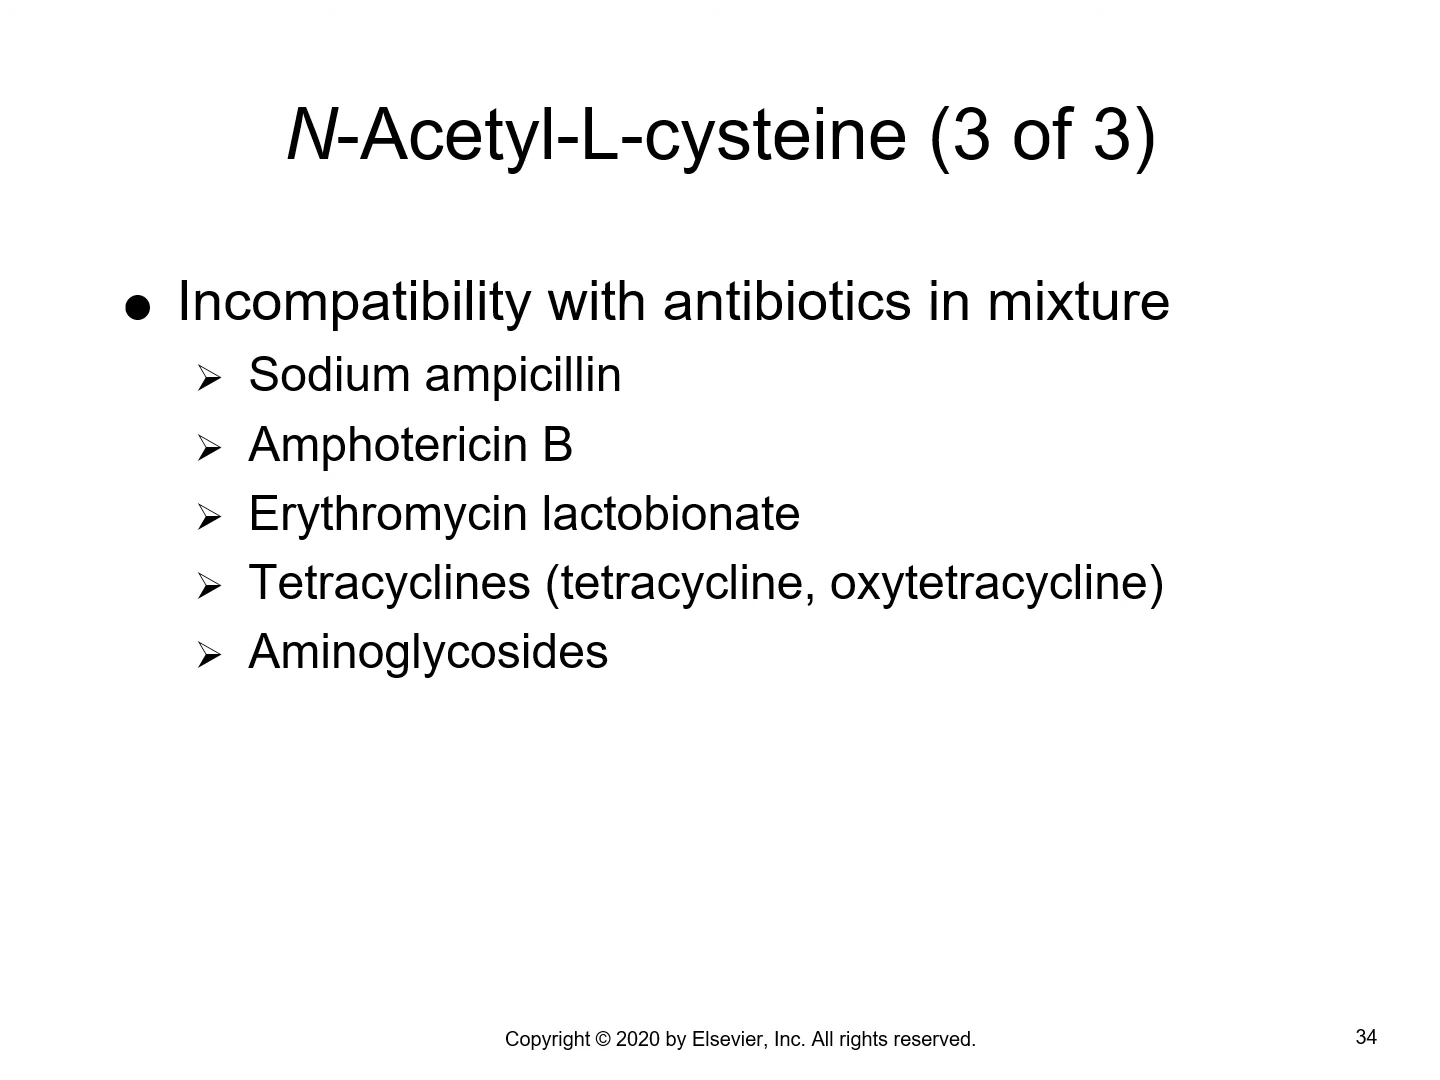 N-Acetyl-L-cysteine (3 of 3)
● Incompatibility with antibiotics in mixture
➢ Sodium ampicillin
➢ Amphotericin B
➢ Erythromycin lactobionate
➢ Tetracyclines (tetracycline, oxytetracycline)
➢ Aminoglycosides
Copyright © 2020 by Elsevier, Inc. All rights reserved.
34